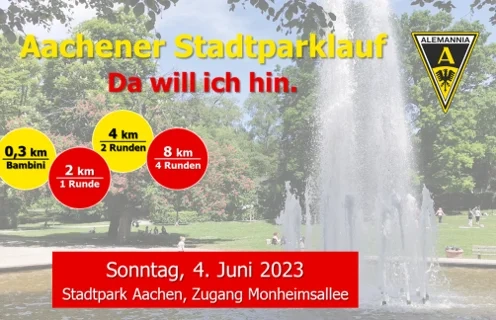 Aachener Stadtparklauf
Da will ich hin.
ALEMANNIA
A
0,3 km
Bambini
2 km
1 Runde
4 km
2 Runden
8 km
4 Runden
Sonntag, 4. Juni 2023
Stadtpark Aachen, Zugang Monheimsallee